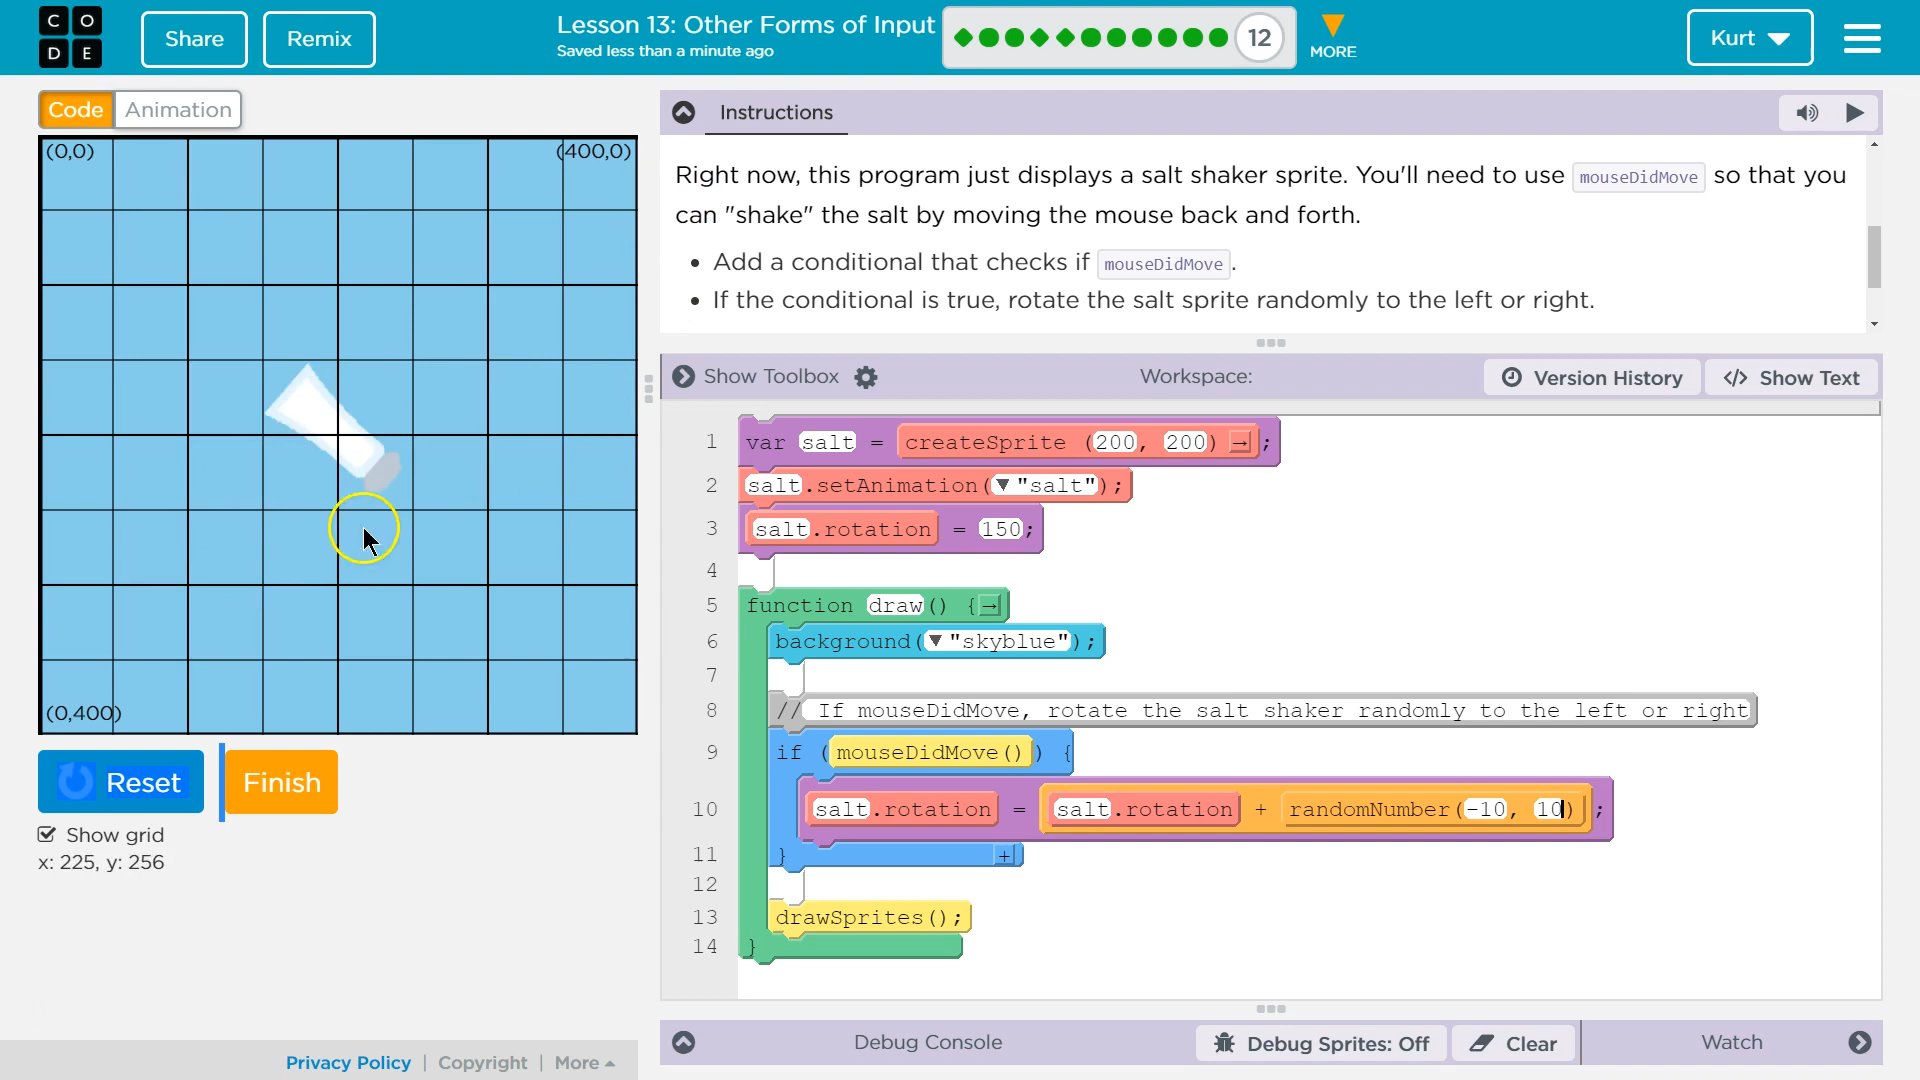 C O
D E
Share
Remix
Lesson 13: Other Forms of Input
Saved less than a minute ago
12
MORE
Kurt
Code
Animation
Instructions
(0,0)
(400,0)
(0,400)
Right now, this program just displays a salt shaker sprite. You'll need to use mouseDidMove so that you
can "shake" the salt by moving the mouse back and forth.
• Add a conditional that checks if mouseDidMove.
• If the conditional is true, rotate the salt sprite randomly to the left or right.
Show Toolbox
Workspace:
Version History
</> Show Text
1 var salt = createSprite (200, 200) → ;
2 salt.setAnimation(▼ "salt");
3 salt.rotation = 150;
4
5 function draw() { →
6 background(▼ "skyblue");
7
8 // If mouseDidMove, rotate the salt shaker randomly to the left or right
9 if (mouseDidMove()) {
10 salt.rotation = salt.rotation + randomNumber(-10, 10) ;
11 } +
12
13 drawSprites();
14 }
Reset
Finish
Show grid
x: 225, y: 256
Debug Console
Debug Sprites: Off
Clear
Watch
Privacy Policy | Copyright | More